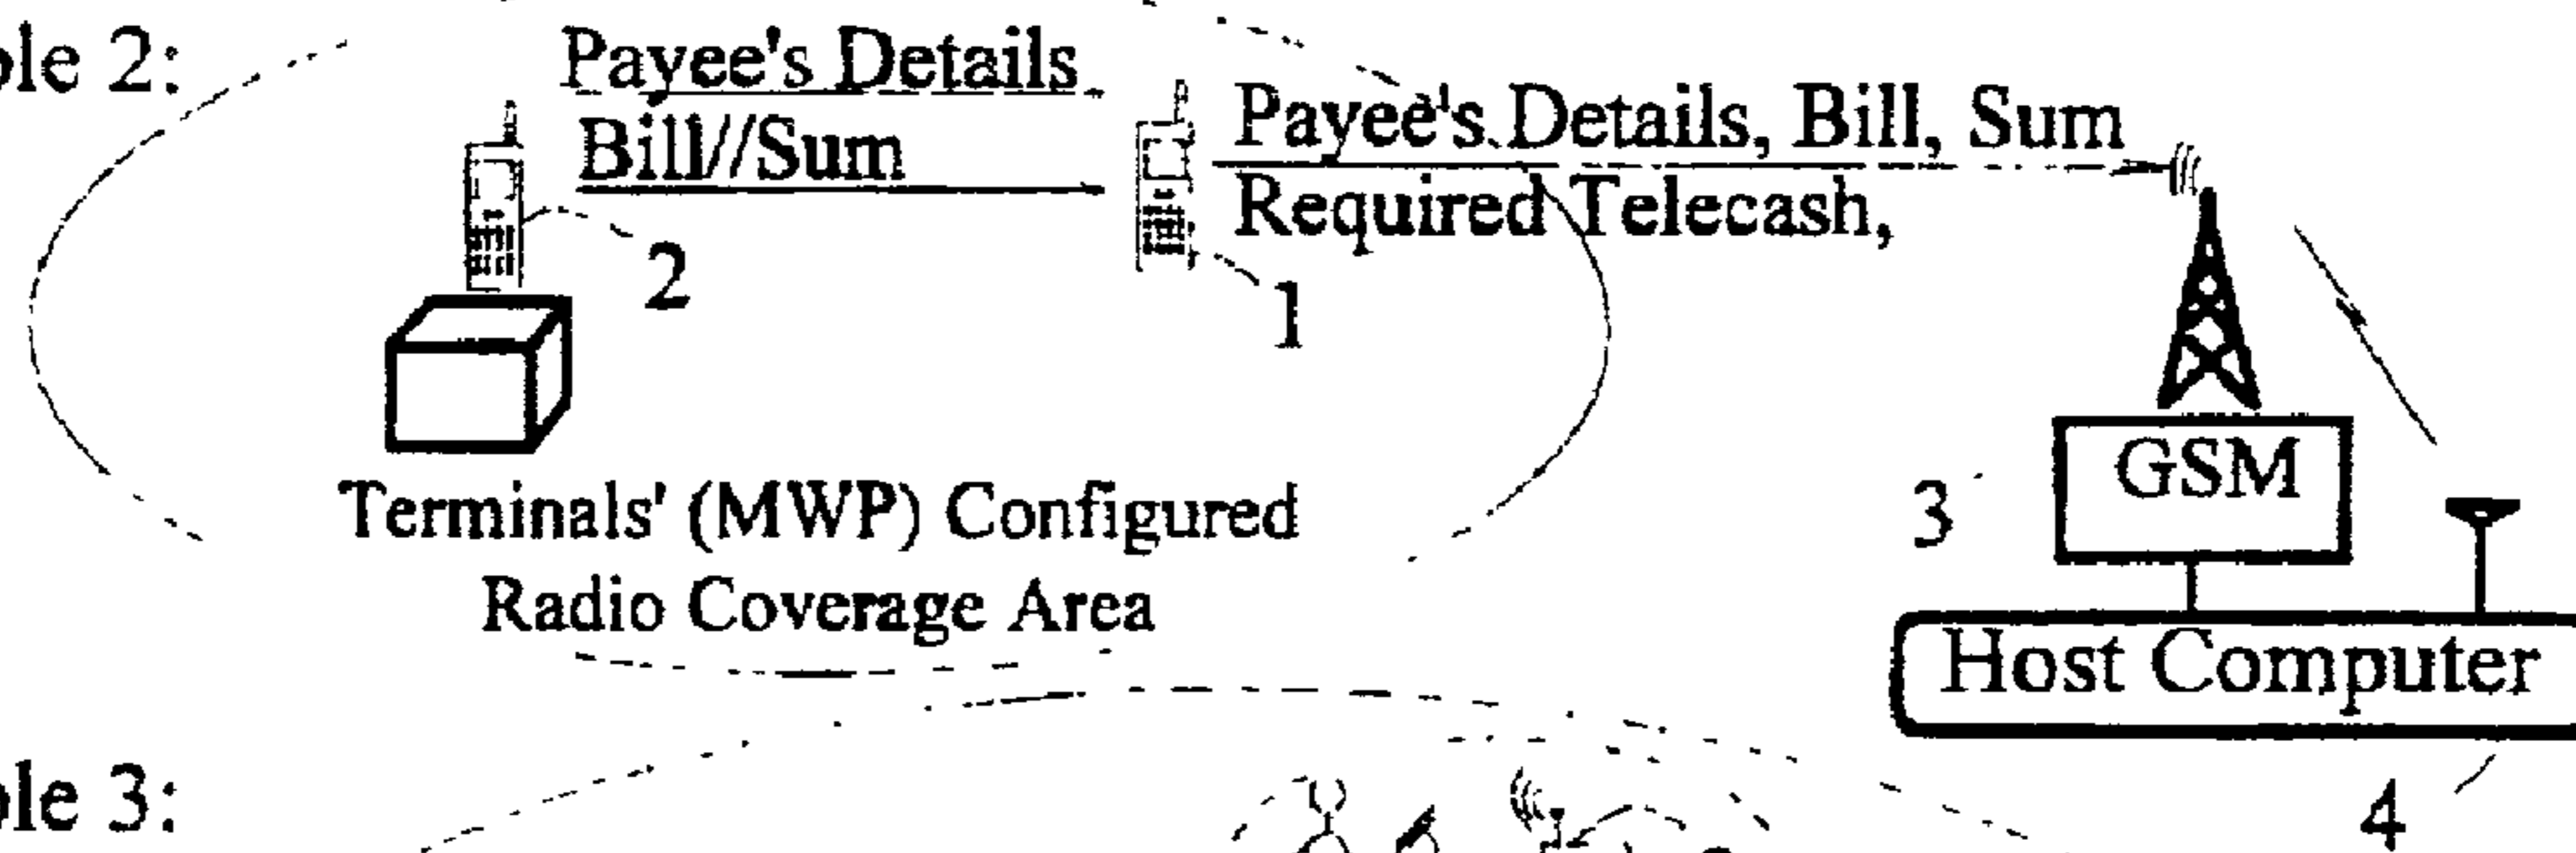 ple 2:
Payee's Details
Bill//Sum
Payee's Details, Bill, Sum
Required Telecash,
2
1
GSM
3
Terminals' (MWP) Configured
Radio Coverage Area
Host Computer
4
ple 3: